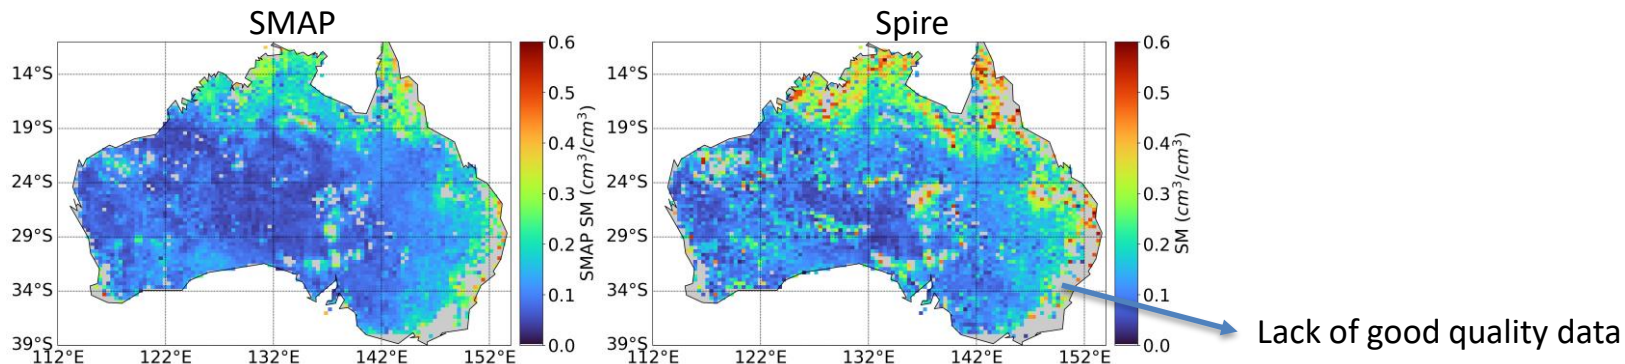 SMAP
14°S
19°S
24°S
29°S
34°S
39°S
112°E
122°E
132°E
142°E
152°E
0.6
0.5
0.4
0.3
0.2
0.1
0.0
SMAP SM (cm³/cm³)
Spire
14°S
19°S
24°S
29°S
34°S
39°S
112°E
122°E
132°E
142°E
152°E
0.6
0.5
0.4
0.3
0.2
0.1
0.0
SM (cm³/cm³)
Lack of good quality data